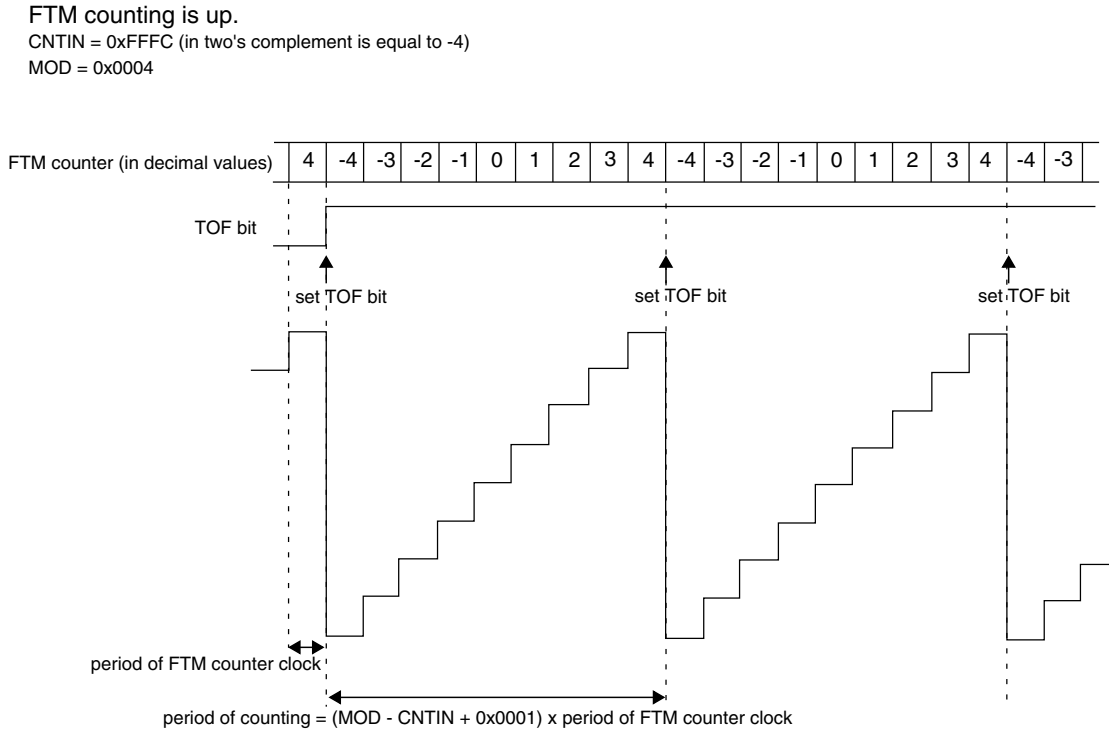 FTM counting is up.
CNTIN = 0xFFFC (in two's complement is equal to -4)
MOD = 0x0004
FTM counter (in decimal values) 4 -4 -3 -2 -1 0 1 2 3 4 -4 -3 -2 -1 0 1 2 3 4 -4 -3
TOF bit
set TOF bit set TOF bit set TOF bit
period of FTM counter clock
period of counting = (MOD - CNTIN + 0x0001) x period of FTM counter clock